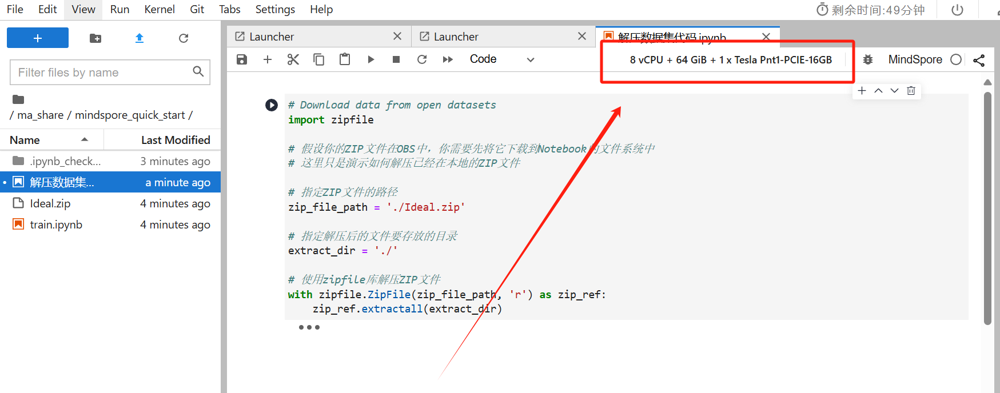 File Edit View Run Kernel Git Tabs Settings Help
剩余时间:49分钟
Launcher
Launcher
解压数据集代码.ipynb
Code
8 vCPU + 64 GiB + 1 x Tesla Pnt1-PCIE-16GB
MindSpore
Filter files by name
/ ma_share / mindspore_quick_start /
Name Last Modified
.ipynb_check... 3 minutes ago
解压数据集... a minute ago
Ideal.zip 4 minutes ago
train.ipynb 4 minutes ago
# Download data from open datasets
import zipfile
# 假设你的ZIP文件在OBS中，你需要先将它下载到Notebook的文件系统中
# 这里只是演示如何解压已经在本地的ZIP文件
# 指定ZIP文件的路径
zip_file_path = './Ideal.zip'
# 指定解压后的文件要存放的目录
extract_dir = './'
# 使用zipfile库解压ZIP文件
with zipfile.ZipFile(zip_file_path, 'r') as zip_ref:
    zip_ref.extractall(extract_dir)